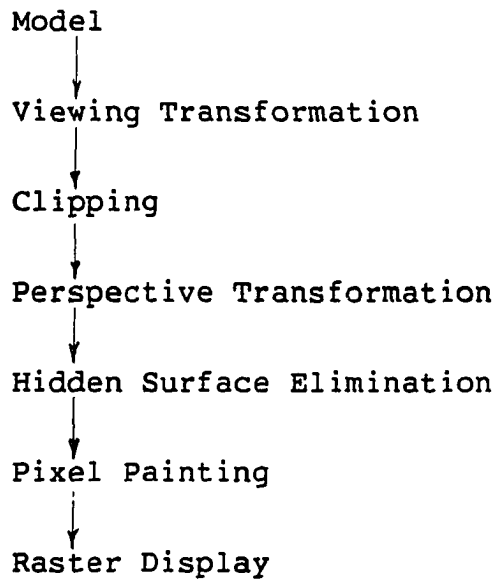 Model
Viewing Transformation
Clipping
Perspective Transformation
Hidden Surface Elimination
Pixel Painting
Raster Display